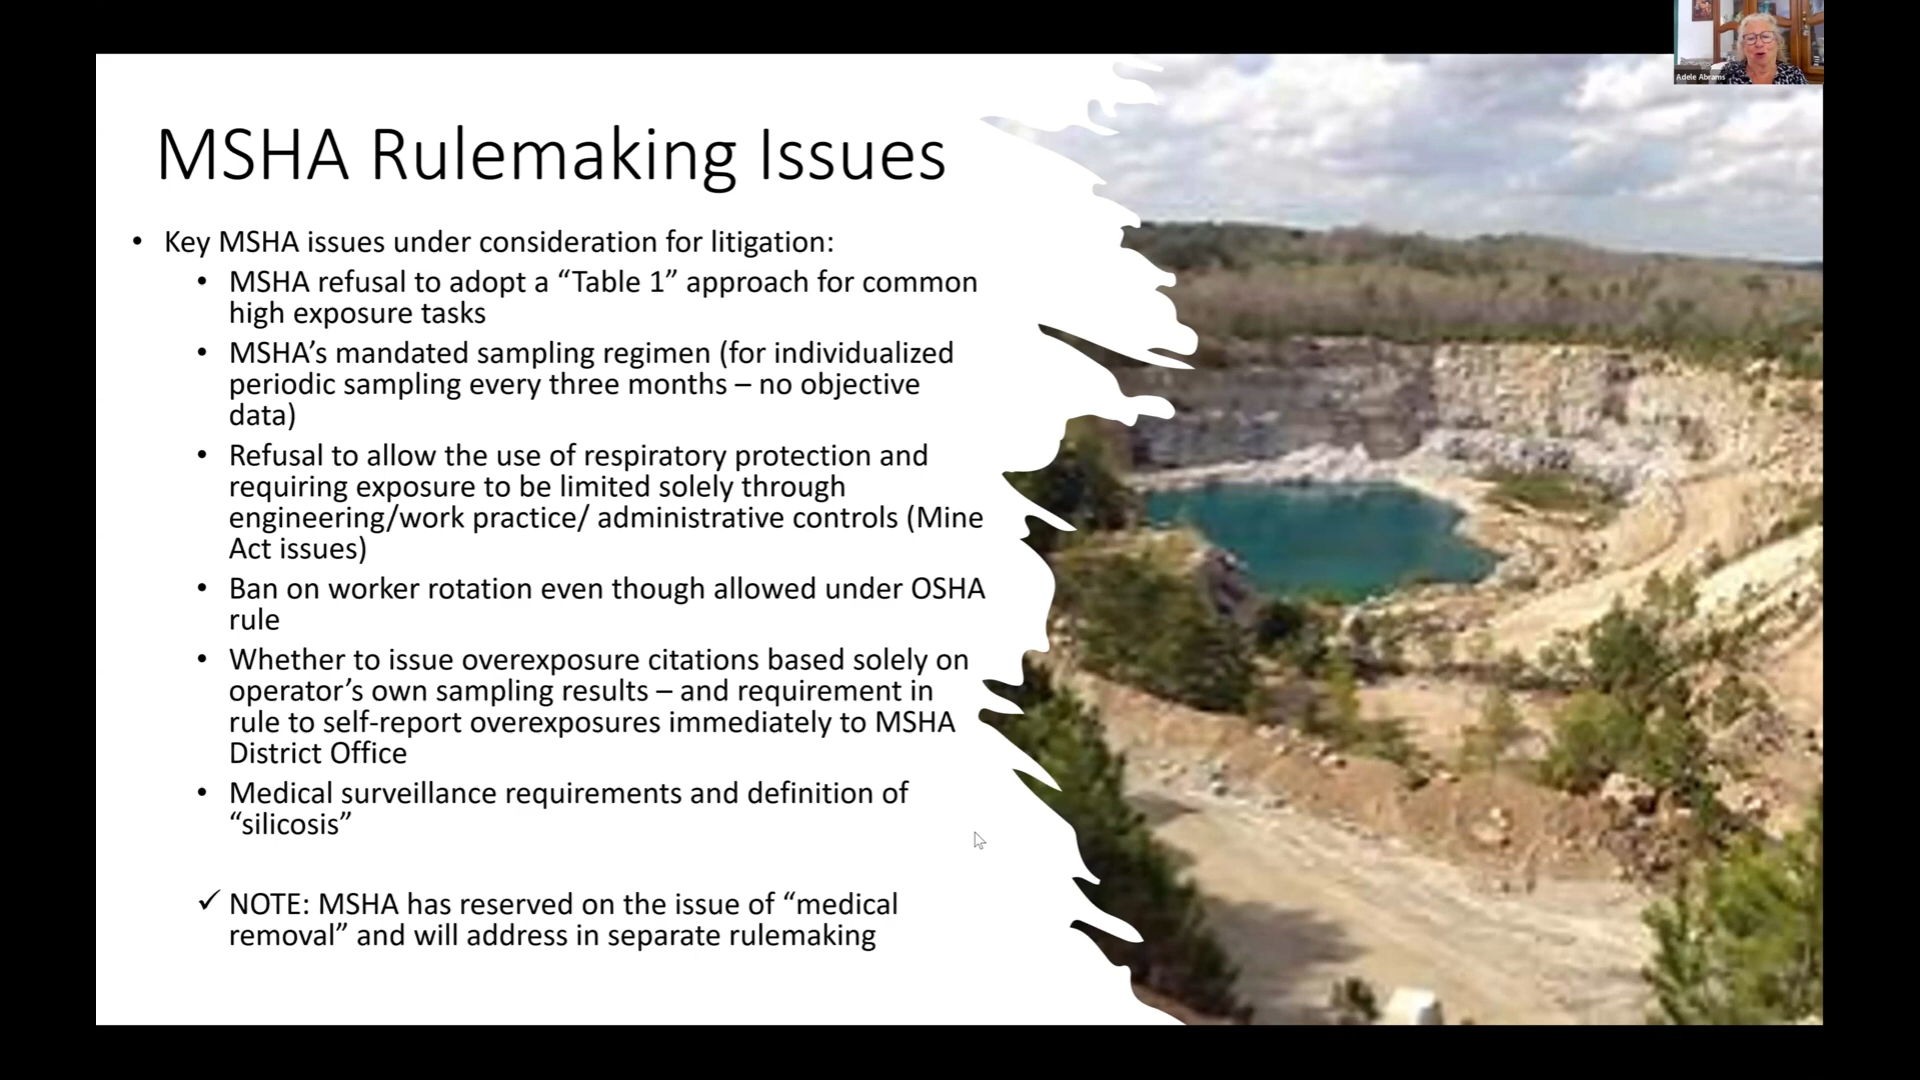 Adele Abrams
MSHA Rulemaking Issues
• Key MSHA issues under consideration for litigation:
• MSHA refusal to adopt a “Table 1” approach for common
high exposure tasks
• MSHA’s mandated sampling regimen (for individualized
periodic sampling every three months – no objective
data)
• Refusal to allow the use of respiratory protection and
requiring exposure to be limited solely through
engineering/work practice/ administrative controls (Mine
Act issues)
• Ban on worker rotation even though allowed under OSHA
rule
• Whether to issue overexposure citations based solely on
operator’s own sampling results – and requirement in
rule to self-report overexposures immediately to MSHA
District Office
• Medical surveillance requirements and definition of
“silicosis”
✓ NOTE: MSHA has reserved on the issue of “medical
removal” and will address in separate rulemaking